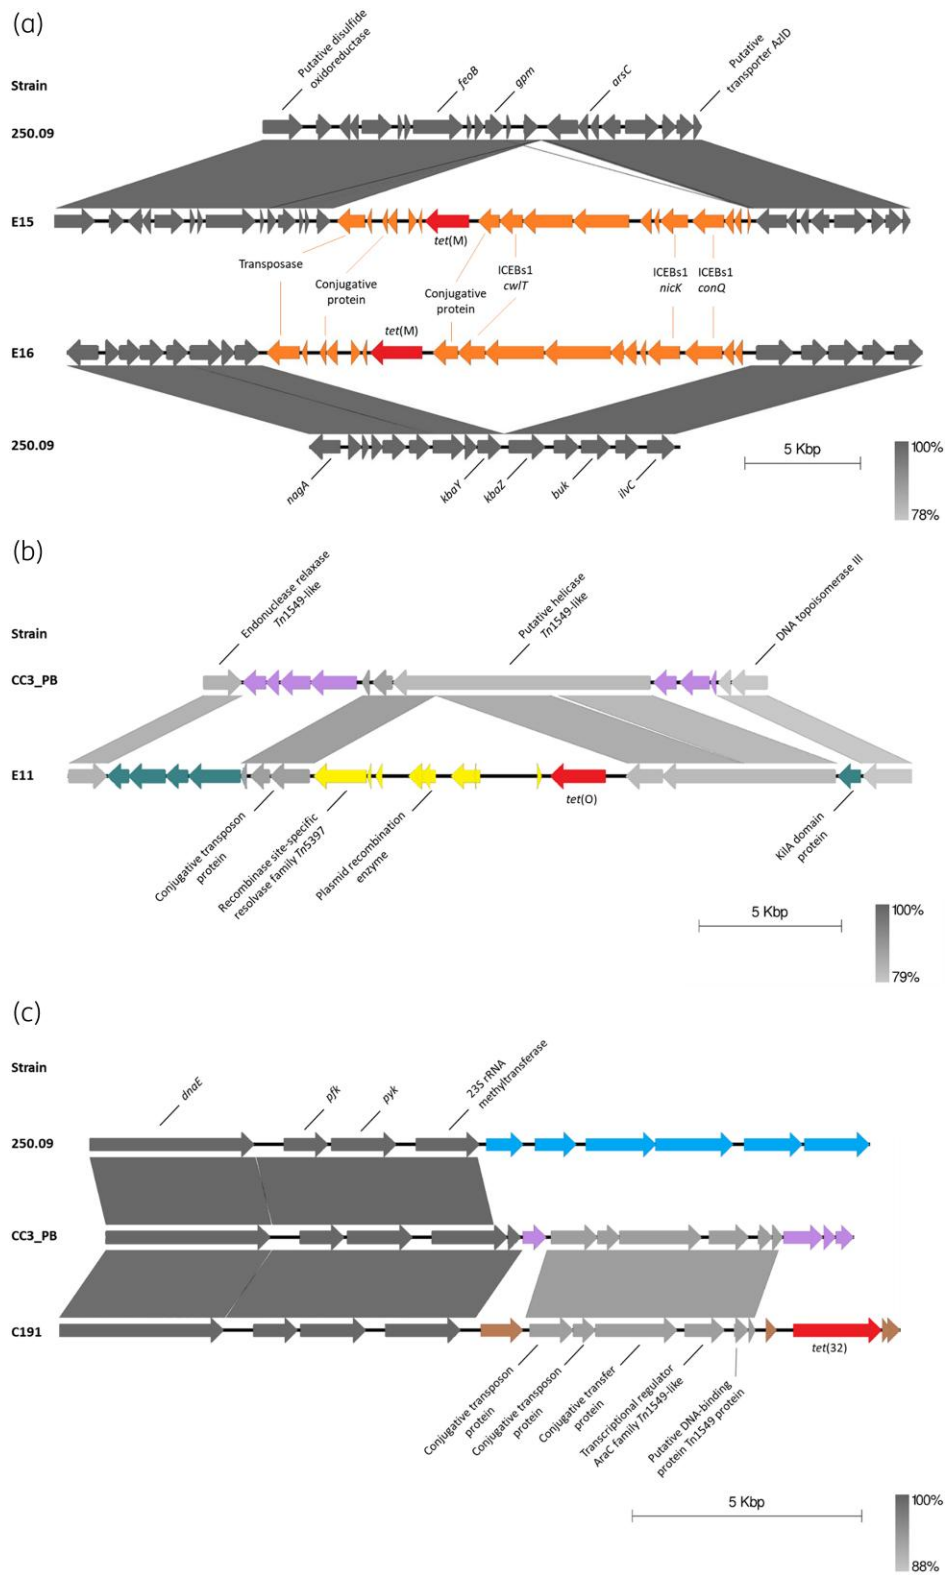 (a)
Putative disulfide
oxidoreductase
feoB
gpm
arsC
Putative
transporter AzlD
Strain
250.09
E15
tet(M)
Transposase
Conjugative
protein
Conjugative
protein
ICEBs1
cwlT
ICEBs1
nicK
ICEBs1
conQ
tet(M)
E16
250.09
nagA
kbaY
kbaZ
buk
ilvC
5 Kbp
100%
78%
(b)
Endonuclease relaxase
Tn1549-like
Putative helicase
Tn1549-like
DNA topoisomerase III
Strain
CC3_PB
E11
tet(O)
Conjugative transposon
protein
Recombinase site-specific
resolvase family Tn5397
Plasmid recombination
enzyme
KilA domain
protein
5 Kbp
100%
79%
(c)
Strain
dnaE
pfk
pyk
23S rRNA
methyltransferase
250.09
CC3_PB
C191
tet(32)
Conjugative transposon
protein
Conjugative transposon
protein
Conjugative transfer
protein
Transcriptional regulator
AraC family Tn1549-like
Putative DNA-binding
protein Tn1549 protein
5 Kbp
100%
88%